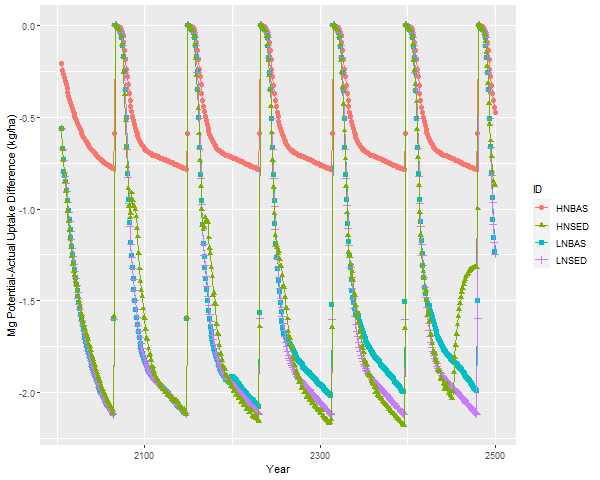 0.0
-0.5
-1.0
-1.5
-2.0
Mg Potential-Actual Uptake Difference (kg/ha)
2100
2300
2500
Year
ID
HNBAS
HNSED
LNBAS
LNSED